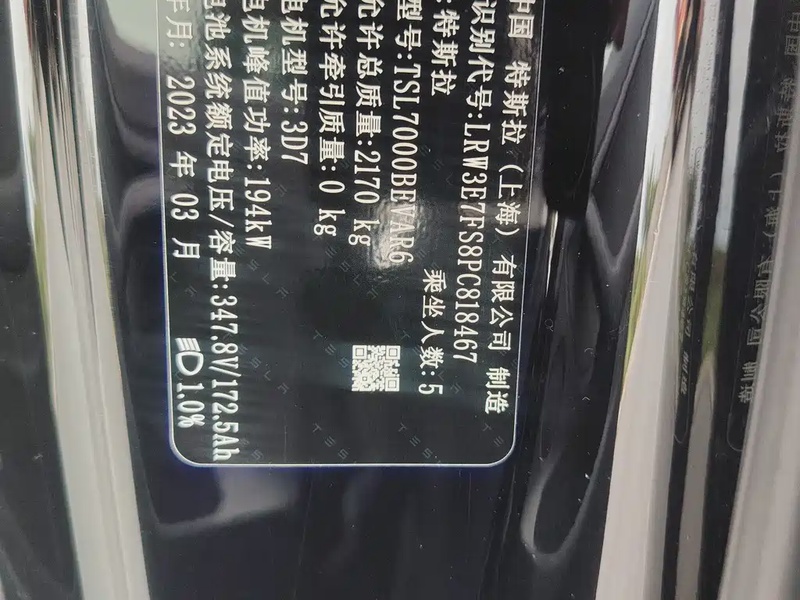 中国 特斯拉（上海）有限公司 制造
识别代号:LRW3E7FS8PC818467
:特斯拉 乘坐人数:5
型号:TSL7000BEVAR6
允许总质量:2170 kg
允许牵引质量:0 kg
电机型号:3D7
电机峰值功率:194kW
电池系统额定电压/容量:347.8V/172.5Ah
年月: 2023 年 03 月 1.0%